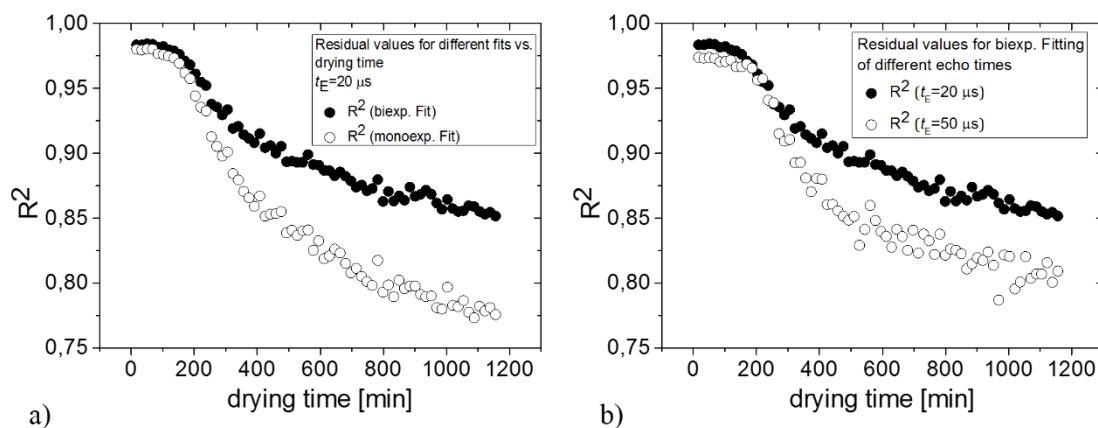 1,00
0,95
0,90
0,85
0,80
0,75
R²
Residual values for different fits vs.
drying time
tE=20 µs
R² (biexp. Fit)
R² (monoexp. Fit)
0 200 400 600 800 1000 1200
drying time [min]
a)
1,00
0,95
0,90
0,85
0,80
0,75
R²
Residual values for biexp. Fitting
of different echo times
R² (tE=20 µs)
R² (tE=50 µs)
0 200 400 600 800 1000 1200
drying time [min]
b)